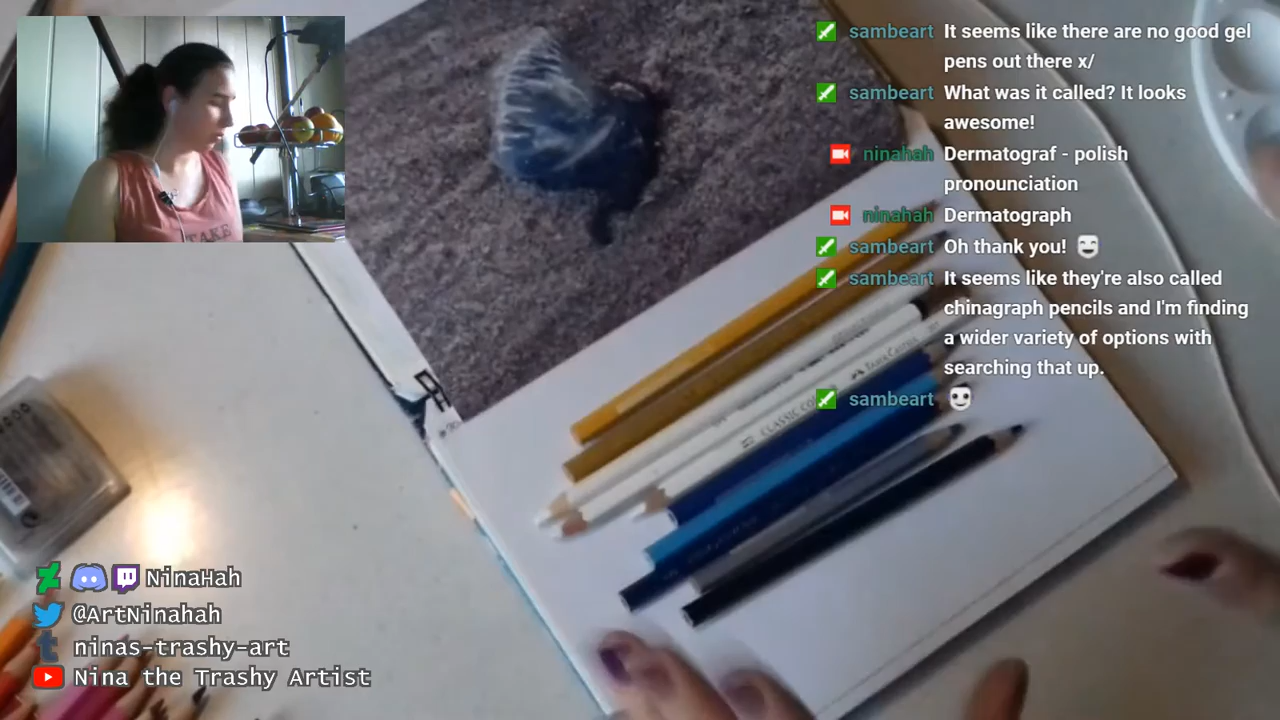 sambeart It seems like there are no good gel
pens out there x/
sambeart What was it called? It looks
awesome!
ninahah Dermatograf - polish
pronounciation
ninahah Dermatograph
sambeart Oh thank you!
sambeart It seems like they're also called
chinagraph pencils and I'm finding
a wider variety of options with
searching that up.
sambeart
TAKE
CLASSIC
NinaHah
@ArtNinahah
ninas-trashy-art
Nina the Trashy Artist